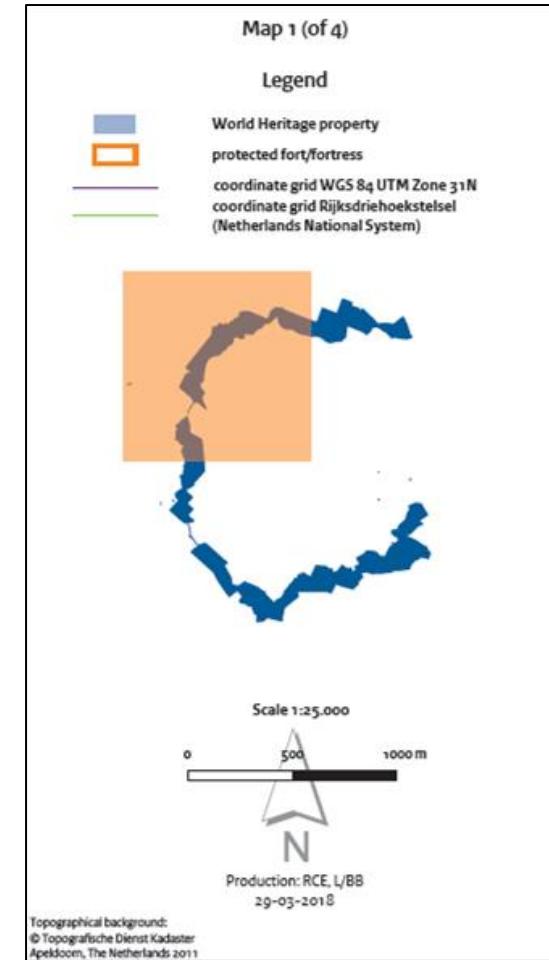 Map 1 (of 4)
Legend
World Heritage property
protected fort/fortress
coordinate grid WGS 84 UTM Zone 31N
coordinate grid Rijksdriehoekstelsel
(Netherlands National System)
Scale 1:25.000
0 500 1000 m
N
Production: RCE, L/BB
29-03-2018
Topographical background:
© Topografische Dienst Kadaster
Apeldoorn, The Netherlands 2011